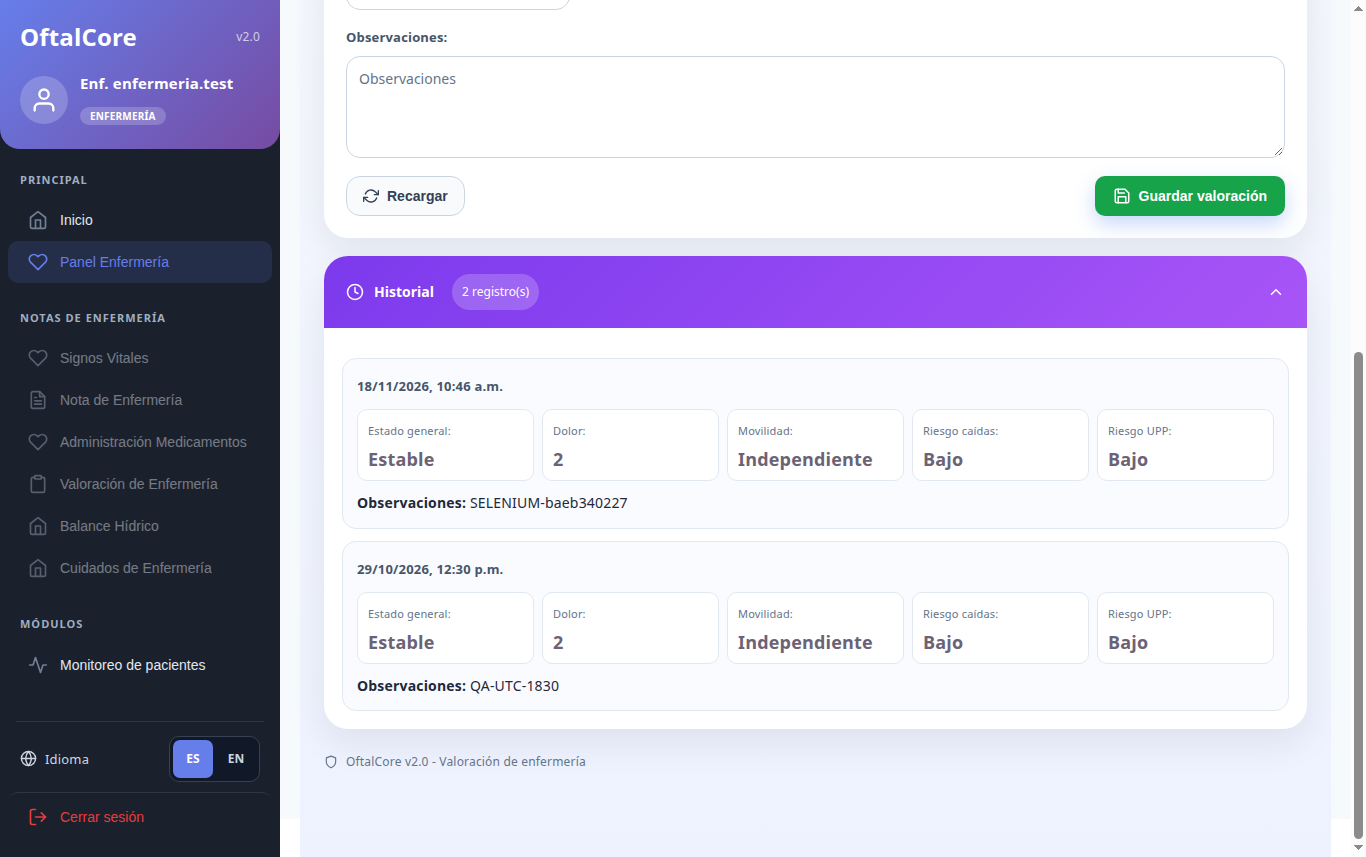 OftalCore
v2.0
Enf. enfermeria.test
ENFERMERÍA
PRINCIPAL
Inicio
Panel Enfermería
NOTAS DE ENFERMERÍA
Signos Vitales
Nota de Enfermería
Administración Medicamentos
Valoración de Enfermería
Balance Hídrico
Cuidados de Enfermería
MÓDULOS
Monitoreo de pacientes
Idioma
ES
EN
Cerrar sesión
Observaciones:
Observaciones
Recargar
Guardar valoración
Historial
2 registro(s)
18/11/2026, 10:46 a.m.
Estado general:
Estable
Dolor:
2
Movilidad:
Independiente
Riesgo caídas:
Bajo
Riesgo UPP:
Bajo
Observaciones: SELENIUM-baeb340227
29/10/2026, 12:30 p.m.
Estado general:
Estable
Dolor:
2
Movilidad:
Independiente
Riesgo caídas:
Bajo
Riesgo UPP:
Bajo
Observaciones: QA-UTC-1830
OftalCore v2.0 - Valoración de enfermería